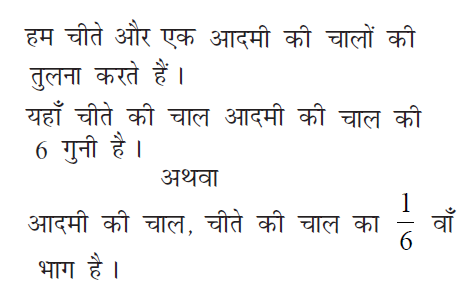 हम चीते और एक आदमी की चालों की
तुलना करते हैं ।
यहाँ चीते की चाल आदमी की चाल की
6 गुनी है ।
अथवा
आदमी की चाल, चीते की चाल का 1/6 वाँ
भाग है ।